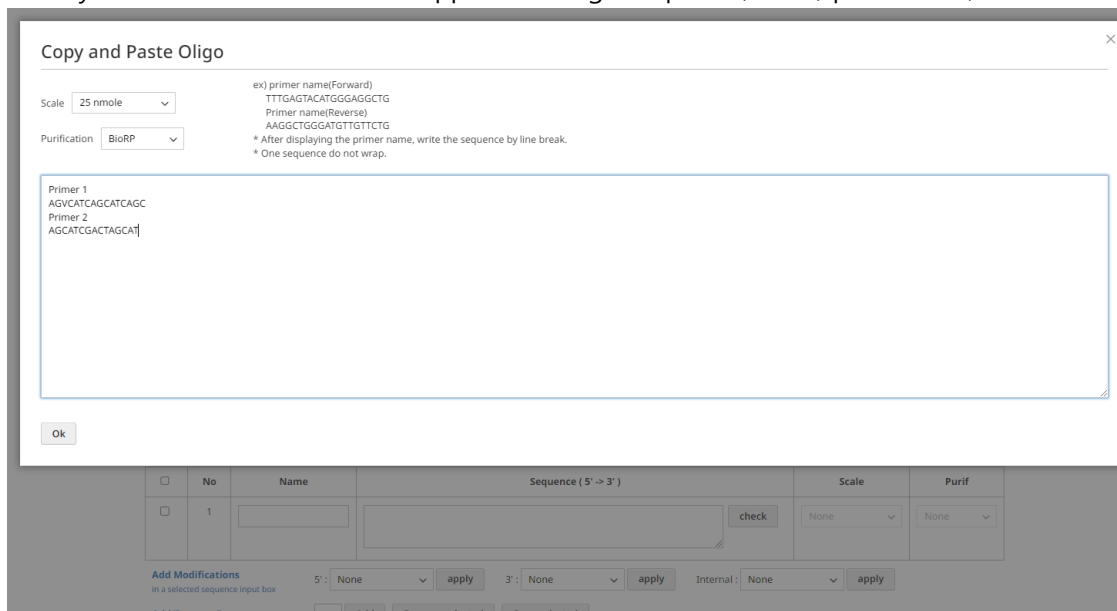 Copy and Paste Oligo
×
Scale 25 nmole
Purification BioRP
ex) primer name(Forward)
TTTGAGTACATGGGAGGCTG
Primer name(Reverse)
AAGGCTGGGATGTTGTTCTG
* After displaying the primer name, write the sequence by line break.
* One sequence do not wrap.
Primer 1
AGVCATCAGCATCAGC
Primer 2
AGCATCGACTAGCAT
Ok
No Name Sequence ( 5' -> 3' ) Scale Purif
1 check None None
Add Modifications 5' : None apply 3' : None apply Internal : None apply
in a selected sequence input box